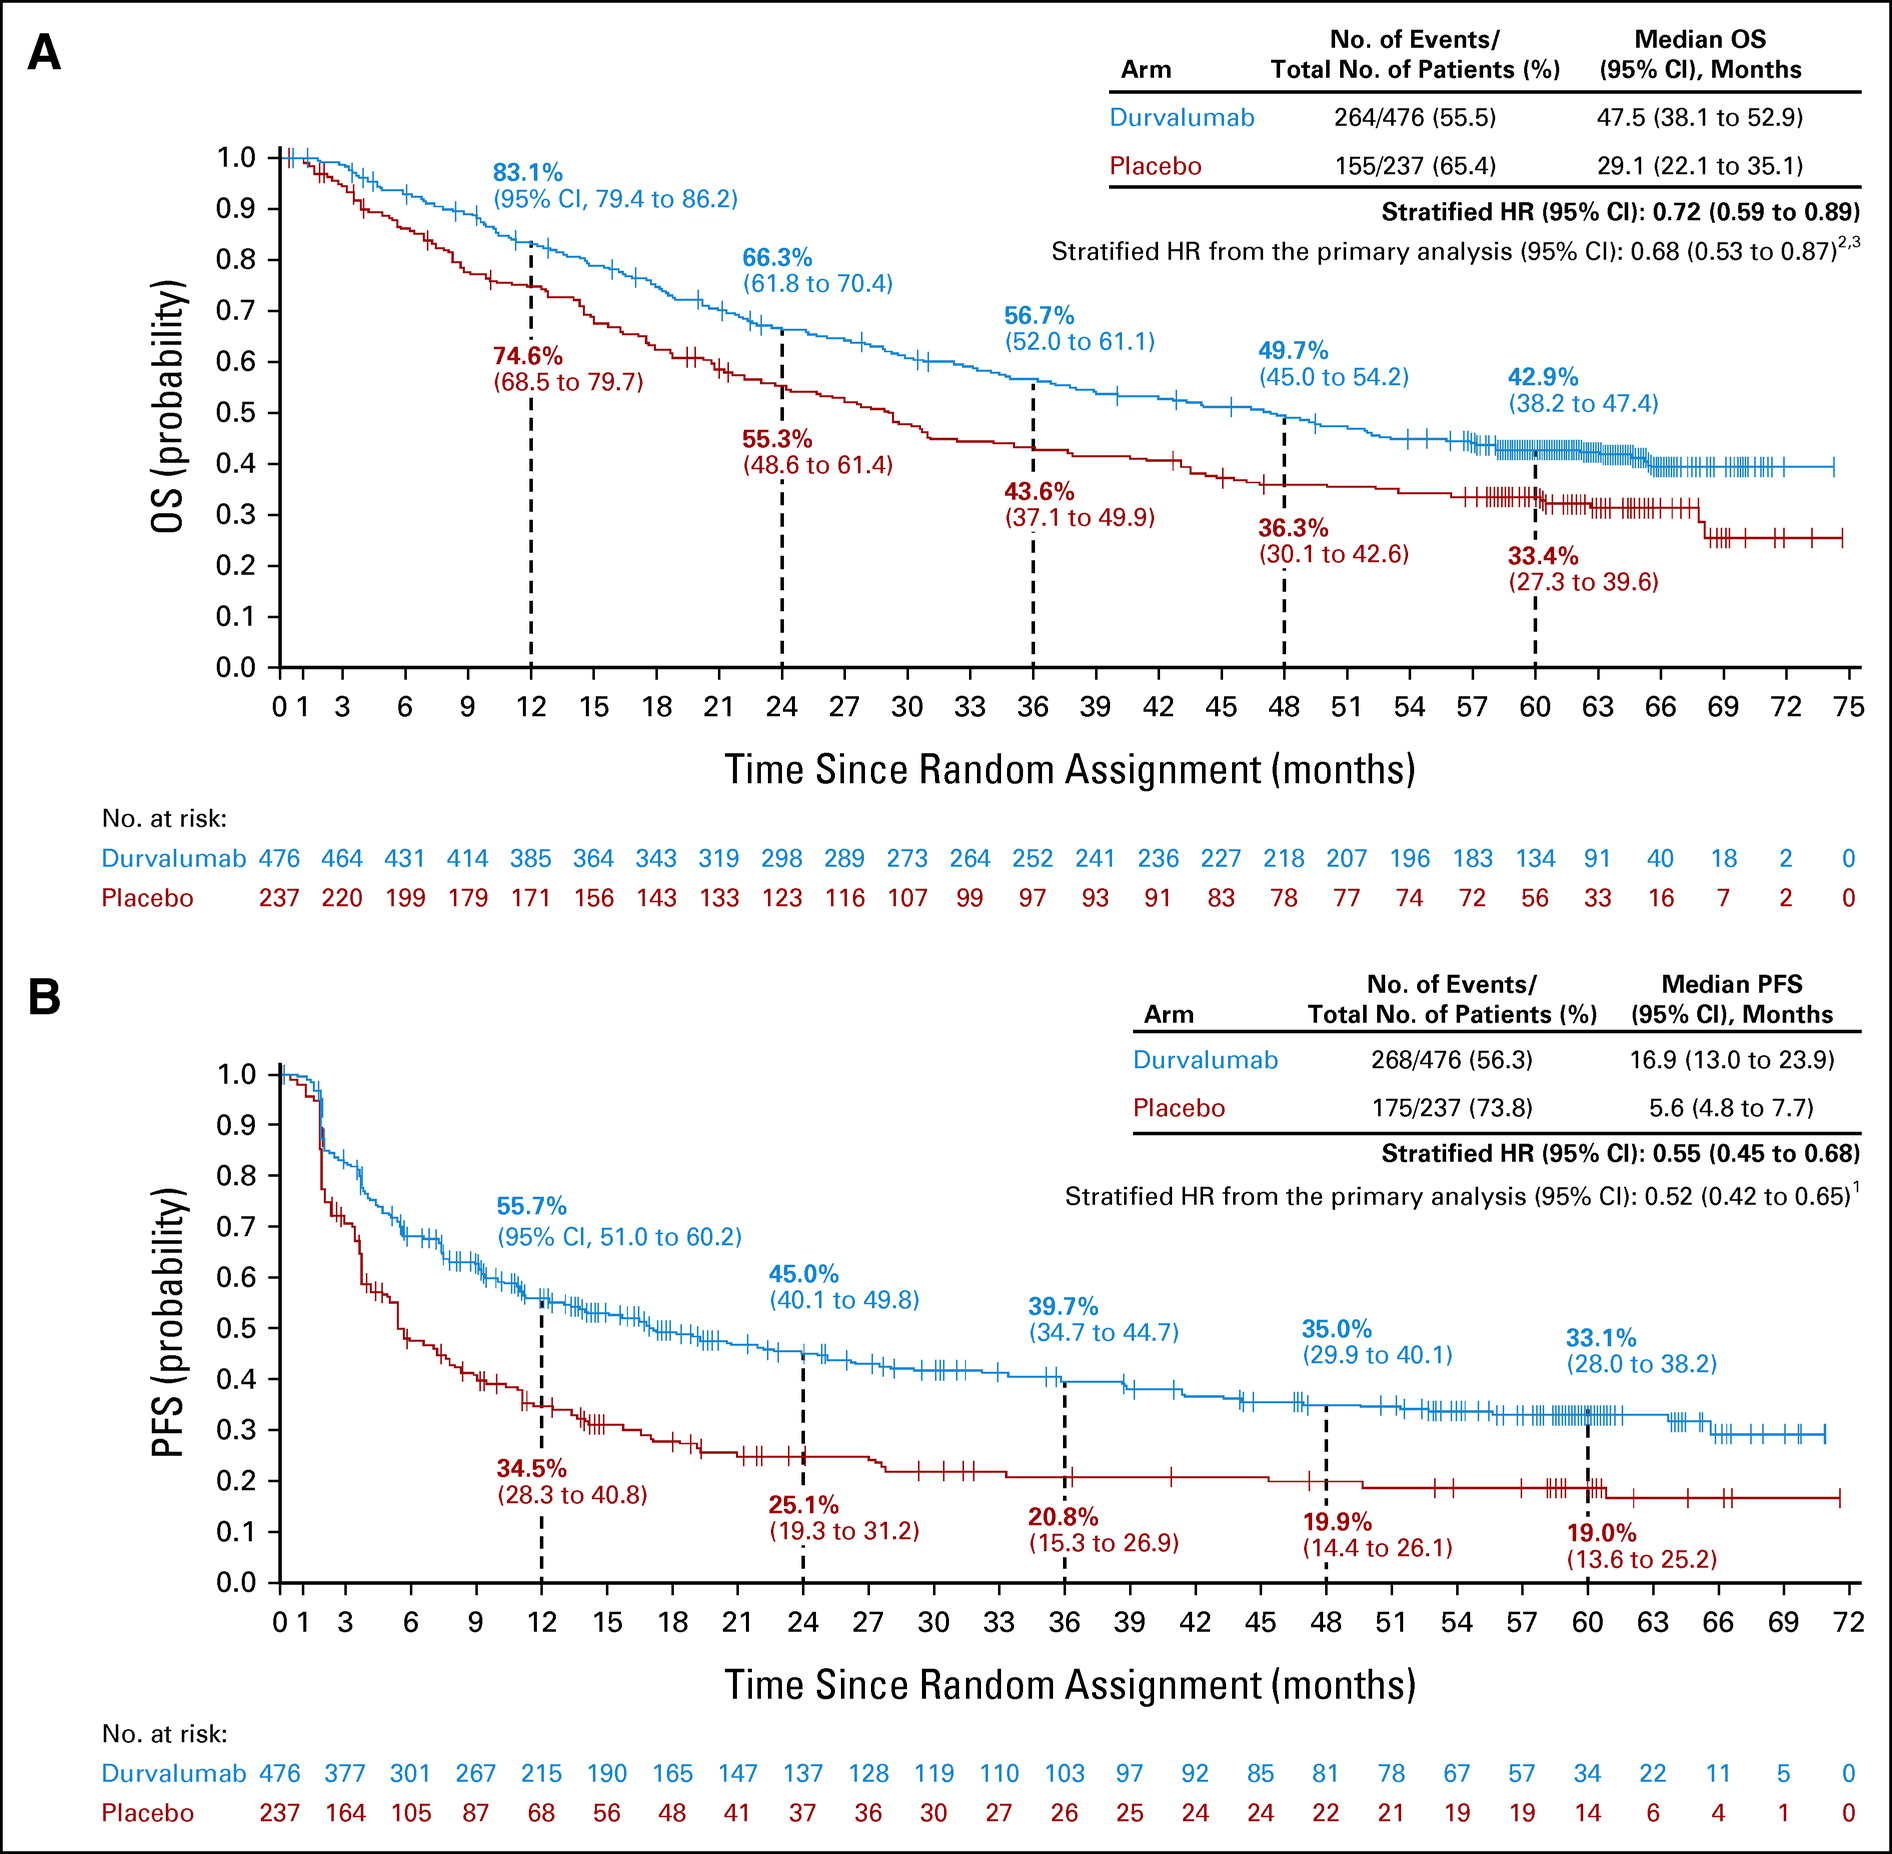 A
No. of Events/ Median OS
Arm Total No. of Patients (%) (95% CI), Months
Durvalumab 264/476 (55.5) 47.5 (38.1 to 52.9)
Placebo 155/237 (65.4) 29.1 (22.1 to 35.1)
Stratified HR (95% CI): 0.72 (0.59 to 0.89)
Stratified HR from the primary analysis (95% CI): 0.68 (0.53 to 0.87)2,3
OS (probability)
1.0
0.9
0.8
0.7
0.6
0.5
0.4
0.3
0.2
0.1
0.0
83.1%
(95% CI, 79.4 to 86.2)
66.3%
(61.8 to 70.4)
56.7%
(52.0 to 61.1)
49.7%
(45.0 to 54.2)
42.9%
(38.2 to 47.4)
74.6%
(68.5 to 79.7)
55.3%
(48.6 to 61.4)
43.6%
(37.1 to 49.9)
36.3%
(30.1 to 42.6)
33.4%
(27.3 to 39.6)
0 1 3 6 9 12 15 18 21 24 27 30 33 36 39 42 45 48 51 54 57 60 63 66 69 72 75
Time Since Random Assignment (months)
No. at risk:
Durvalumab 476 464 431 414 385 364 343 319 298 289 273 264 252 241 236 227 218 207 196 183 134 91 40 18 2 0
Placebo 237 220 199 179 171 156 143 133 123 116 107 99 97 93 91 83 78 77 74 72 56 33 16 7 2 0
B
No. of Events/ Median PFS
Arm Total No. of Patients (%) (95% CI), Months
Durvalumab 268/476 (56.3) 16.9 (13.0 to 23.9)
Placebo 175/237 (73.8) 5.6 (4.8 to 7.7)
Stratified HR (95% CI): 0.55 (0.45 to 0.68)
Stratified HR from the primary analysis (95% CI): 0.52 (0.42 to 0.65)1
PFS (probability)
1.0
0.9
0.8
0.7
0.6
0.5
0.4
0.3
0.2
0.1
0.0
55.7%
(95% CI, 51.0 to 60.2)
45.0%
(40.1 to 49.8)
39.7%
(34.7 to 44.7)
35.0%
(29.9 to 40.1)
33.1%
(28.0 to 38.2)
34.5%
(28.3 to 40.8)
25.1%
(19.3 to 31.2)
20.8%
(15.3 to 26.9)
19.9%
(14.4 to 26.1)
19.0%
(13.6 to 25.2)
0 1 3 6 9 12 15 18 21 24 27 30 33 36 39 42 45 48 51 54 57 60 63 66 69 72
Time Since Random Assignment (months)
No. at risk:
Durvalumab 476 377 301 267 215 190 165 147 137 128 119 110 103 97 92 85 81 78 67 57 34 22 11 5 0
Placebo 237 164 105 87 68 56 48 41 37 36 30 27 26 25 24 24 22 21 19 19 14 6 4 1 0